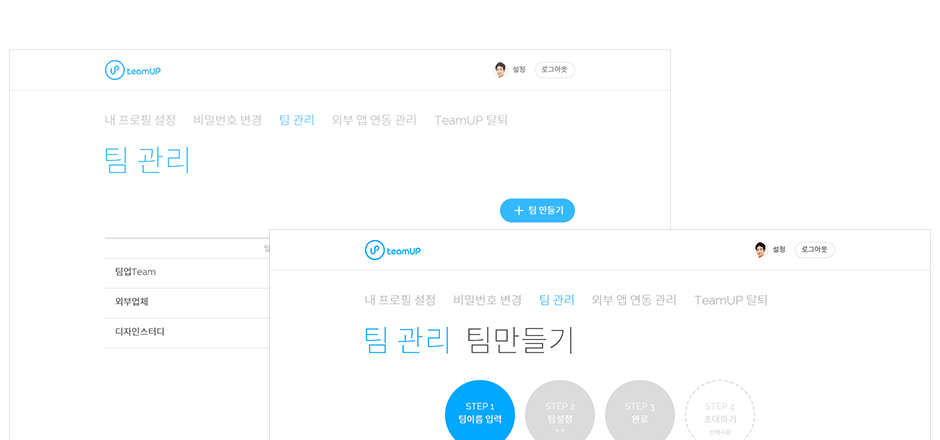 teamUP
설정 로그아웃
내 프로필 설정 비밀번호 변경 팀 관리 외부 앱 연동 관리 TeamUP 탈퇴
팀 관리
+ 팀 만들기
팀업Team
외부업체
디자인스터디
teamUP
설정 로그아웃
내 프로필 설정 비밀번호 변경 팀 관리 외부 앱 연동 관리 TeamUP 탈퇴
팀 관리 팀만들기
STEP 1 STEP 2 STEP 3 STEP 4
팀이름 입력 팀설정 완료 초대하기
선택사항